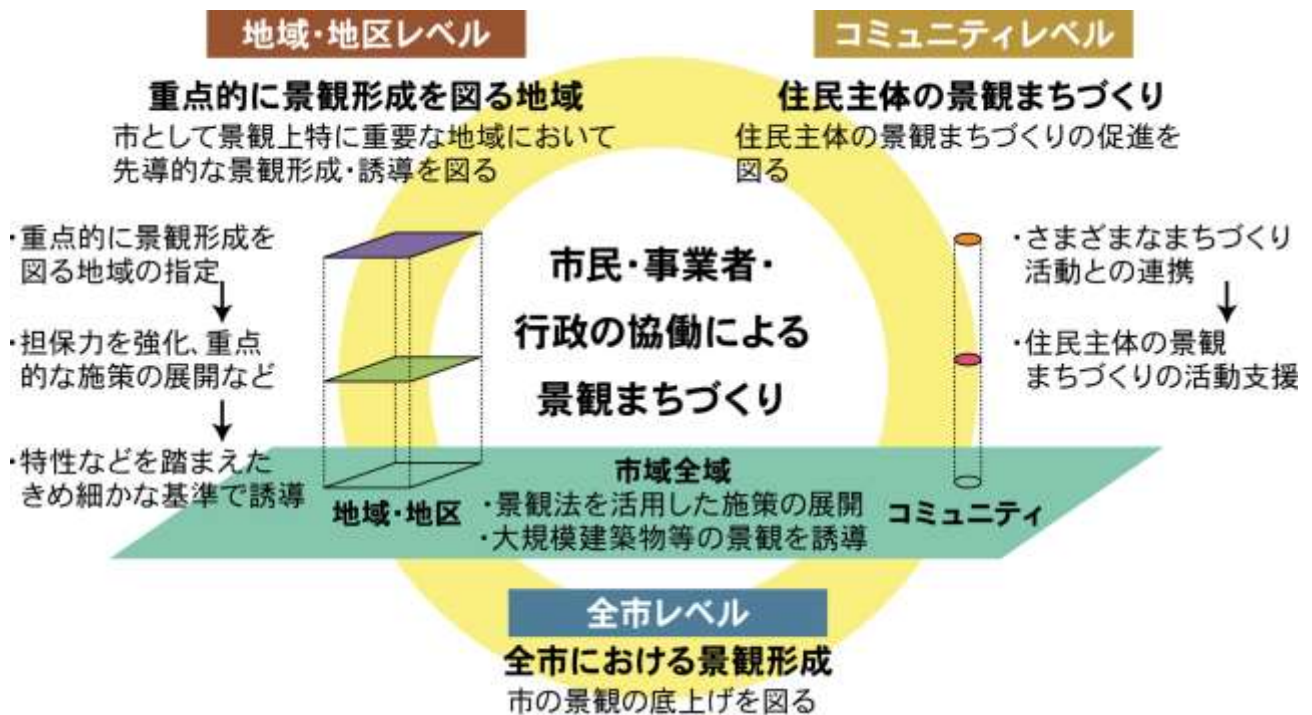 地域・地区レベル
重点的に景観形成を図る地域
市として景観上特に重要な地域において
先導的な景観形成・誘導を図る
コミュニティレベル
住民主体の景観まちづくり
住民主体の景観まちづくりの促進を
図る
・重点的に景観形成を
図る地域の指定
・担保力を強化、重点
的な施策の展開など
・特性などを踏まえた
きめ細かな基準で誘導
市民・事業者・
行政の協働による
景観まちづくり
・さまざまなまちづくり
活動との連携
・住民主体の景観
まちづくりの活動支援
地域・地区
市域全域
・景観法を活用した施策の展開
・大規模建築物等の景観を誘導
コミュニティ
全市レベル
全市における景観形成
市の景観の底上げを図る